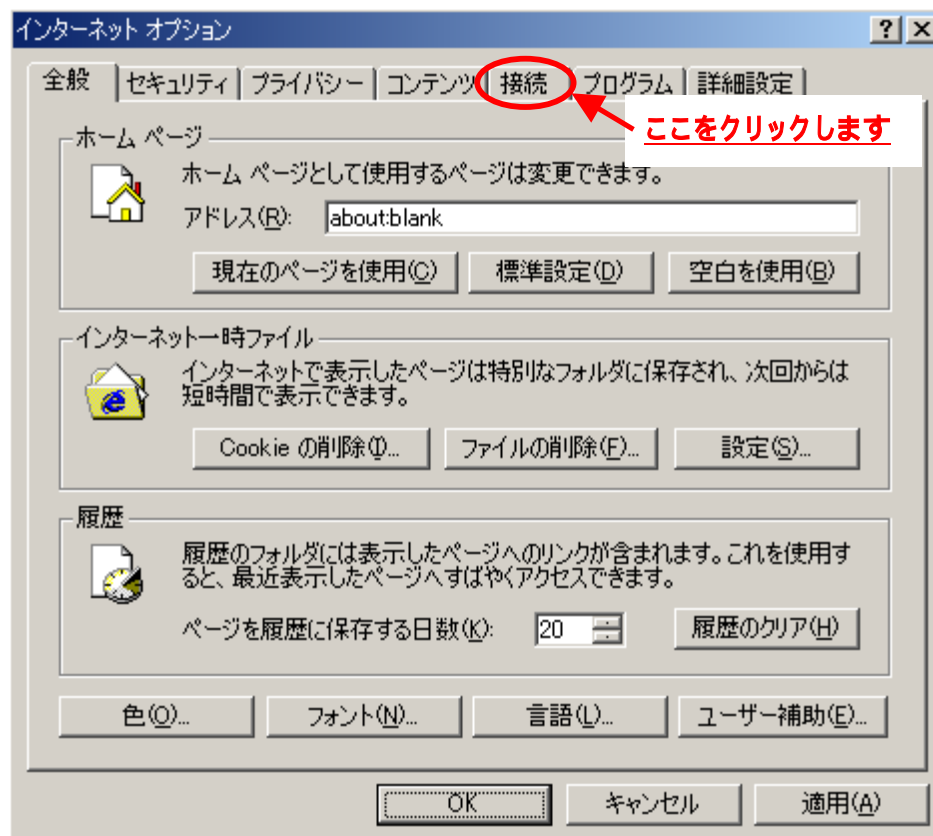 インターネット オプション
全般 セキュリティ プライバシー コンテンツ 接続 プログラム 詳細設定
ここをクリックします
ホーム ページ
ホーム ページとして使用するページは変更できます。
アドレス(R): about:blank
現在のページを使用(C) 標準設定(D) 空白を使用(B)
インターネット一時ファイル
インターネットで表示したページは特別なフォルダに保存され、次回からは
短時間で表示できます。
Cookie の削除(I)... ファイルの削除(F)... 設定(S)...
履歴
履歴のフォルダには表示したページへのリンクが含まれます。これを使用す
ると、最近表示したページへすばやくアクセスできます。
ページを履歴に保存する日数(K): 20 履歴のクリア(H)
色(O)... フォント(N)... 言語(L)... ユーザー補助(E)...
OK キャンセル 適用(A)